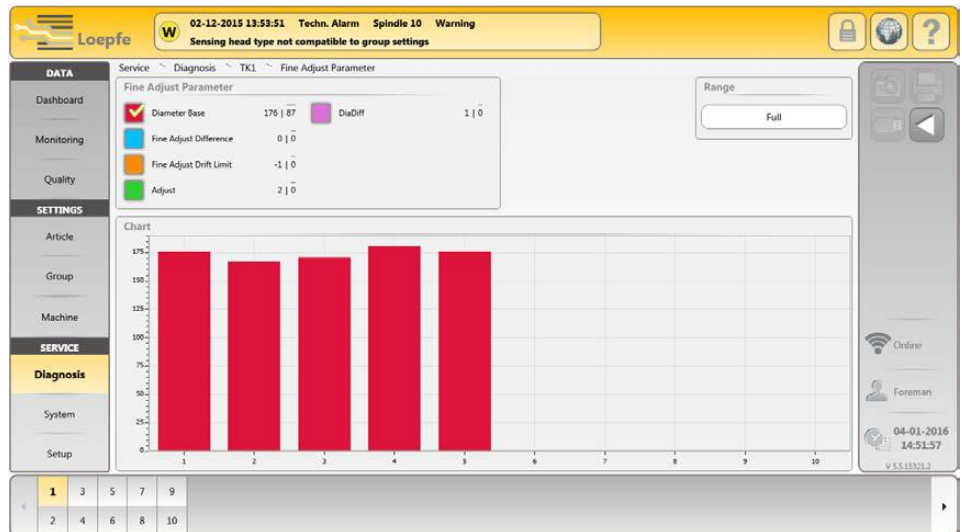 Loepfe
W
02-12-2015 13:53:51 Techn. Alarm Spindle 10 Warning
Sensing head type not compatible to group settings
?
DATA
Dashboard
Monitoring
Quality
SETTINGS
Article
Group
Machine
SERVICE
Diagnosis
System
Setup
Service Diagnosis TK1 Fine Adjust Parameter
Fine Adjust Parameter
Diameter Base 176 | 87 DiaDiff 1 | 0
Fine Adjust Difference 0 | 0
Fine Adjust Drift Limit -1 | 0
Adjust 2 | 0
Range
Full
Chart
175
150
125
100
75
50
25
0
1 2 3 4 5 6 7 8 9 10
Online
Foreman
04-01-2016
14:51:57
V 5.5.15321.2
1 3 5 7 9
2 4 6 8 10